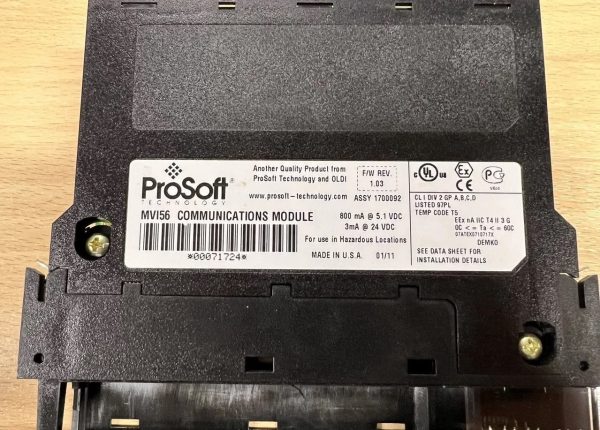 ProSoft®
TECHNOLOGY
Another Quality Product from
ProSoft Technology and OLDI
www.prosoft-technology.com
F/W REV.
1.03
ASSY 1700092
MVI56 COMMUNICATIONS MODULE
800 mA @ 5.1 VDC
3mA @ 24 VDC
For use in Hazardous Locations
*00071724*
MADE IN U.S.A. 01/11
c UL us
Ex
CL I DIV 2 GP A,B,C,D
LISTED 97PL
TEMP CODE T5
EEx nA IIC T4 II 3 G
0C <= Ta <= 60C
DEMKO
SEE DATA SHEET FOR
INSTALLATION DETAILS